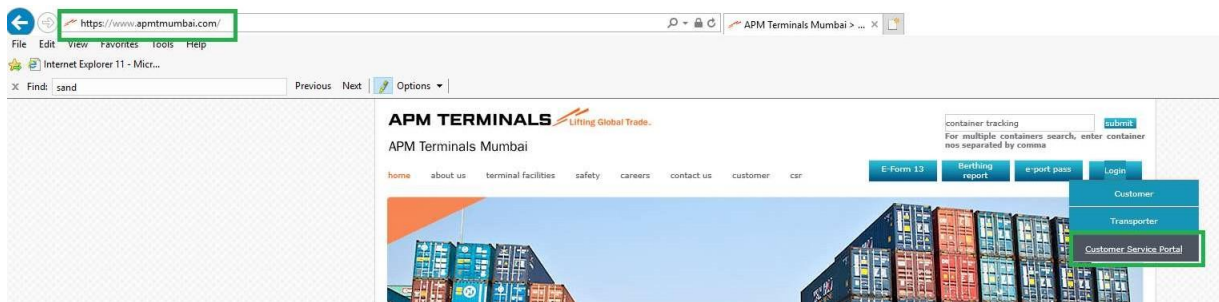 https://www.apmtmumbai.com/
APM Terminals Mumbai > ...
File Edit View Favorites Tools Help
Internet Explorer 11 - Micr...
x Find: sand Previous Next Options
APM TERMINALS Lifting Global Trade.
APM Terminals Mumbai
container tracking submit
For multiple containers search, enter container
nos separated by comma
home about us terminal facilities safety careers contact us customer csr
E-Form 13 Berthing report e-port pass Login
Customer
Transporter
Customer Service Portal